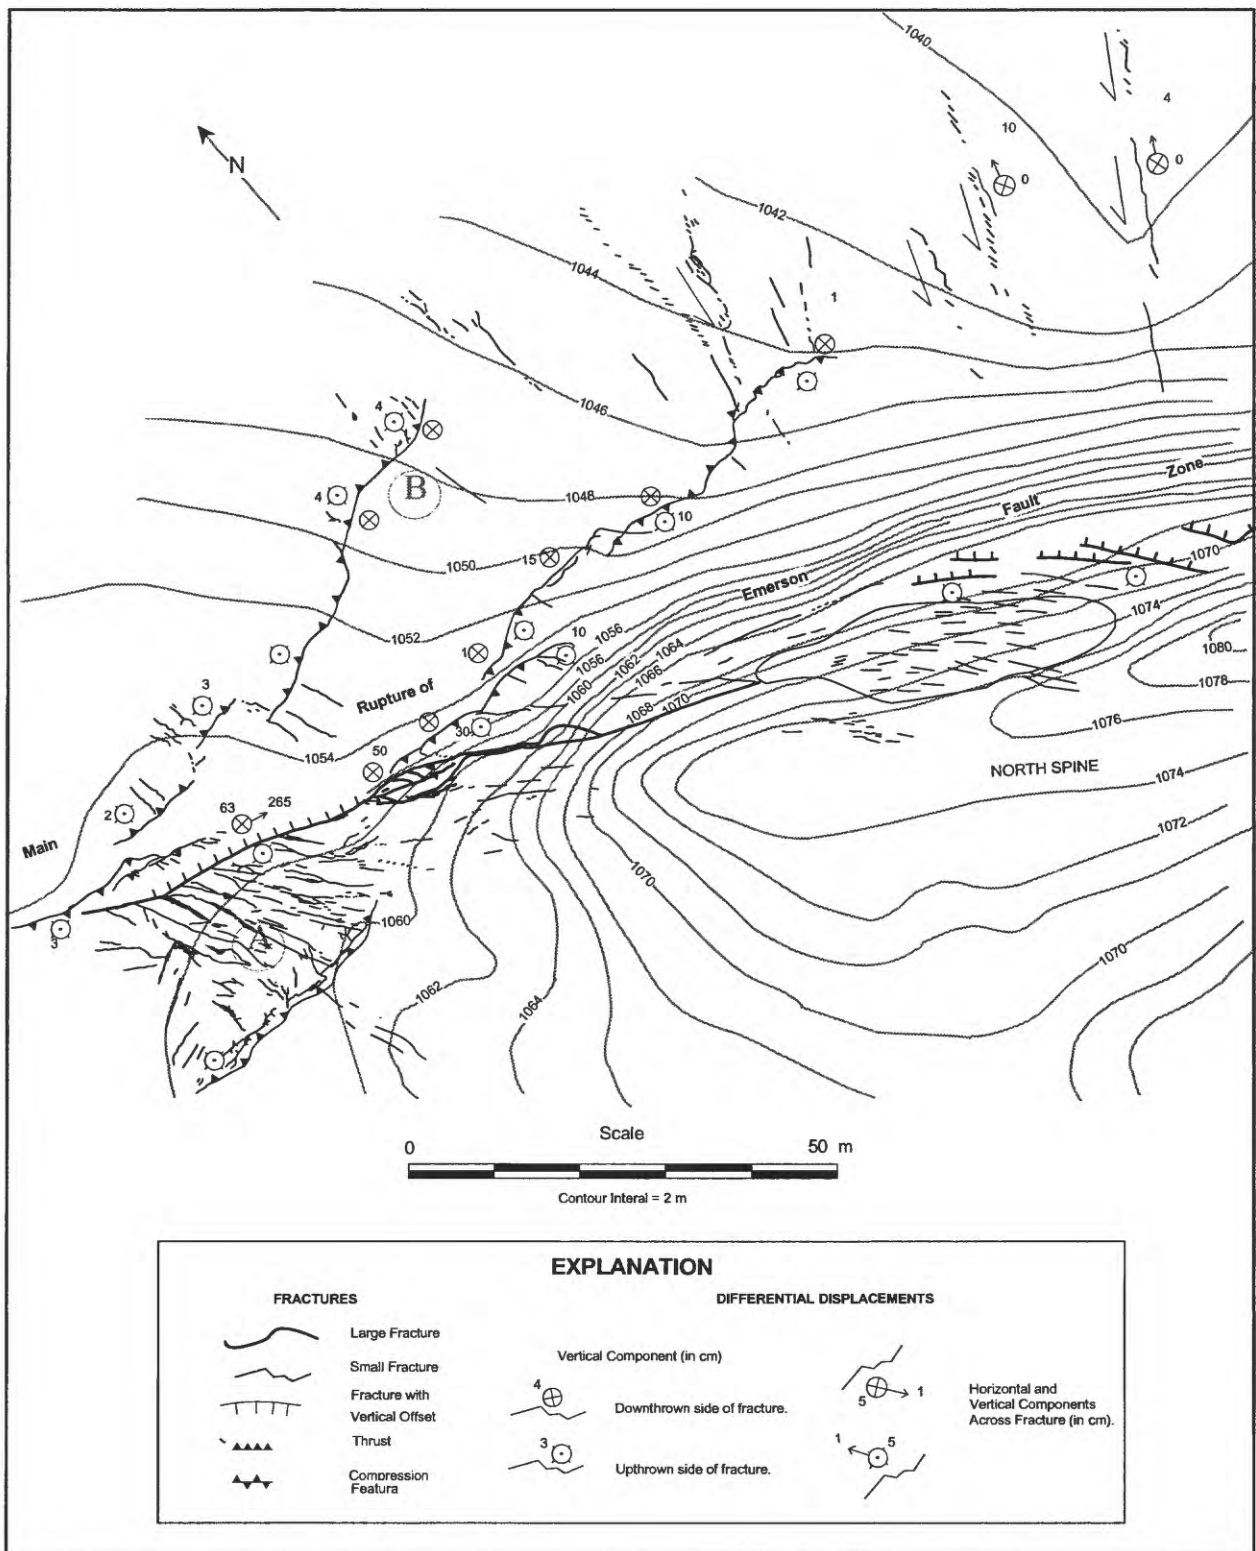 1040
4
10
0
0
N
1042
1044
1
1046
4
B
4
1048
10
15
1050
Zone
Fault
Emerson
1070
1074
1052
1
10
1056
1056
1064
1062
1066
1060
1080
1078
3
Rupture of
1068
1070
1076
30
1054
50
NORTH SPINE
1074
63
265
2
1072
Main
1070
1060
3
A
1070
1062
1064
Scale
0 50 m
Contour Interal = 2 m
EXPLANATION
FRACTURES
DIFFERENTIAL DISPLACEMENTS
Large Fracture
Small Fracture
Fracture with
Vertical Offset
Thrust
Compression
Featura
Vertical Component (in cm)
4
Downthrown side of fracture.
3
Upthrown side of fracture.
5
1
1
5
Horizontal and
Vertical Components
Across Fracture (in cm).